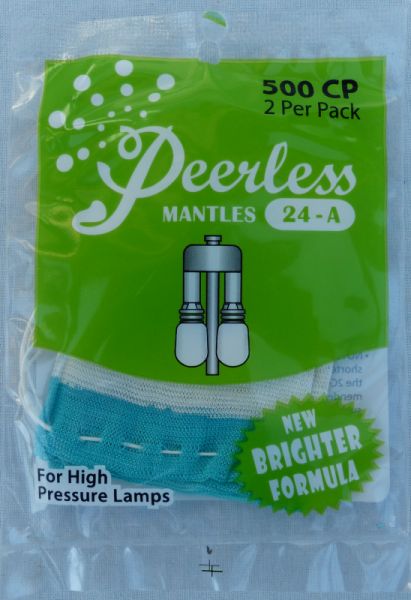 500 CP
2 Per Pack
Peerless
MANTLES 24-A
NEW
BRIGHTER
FORMULA
For High
Pressure Lamps